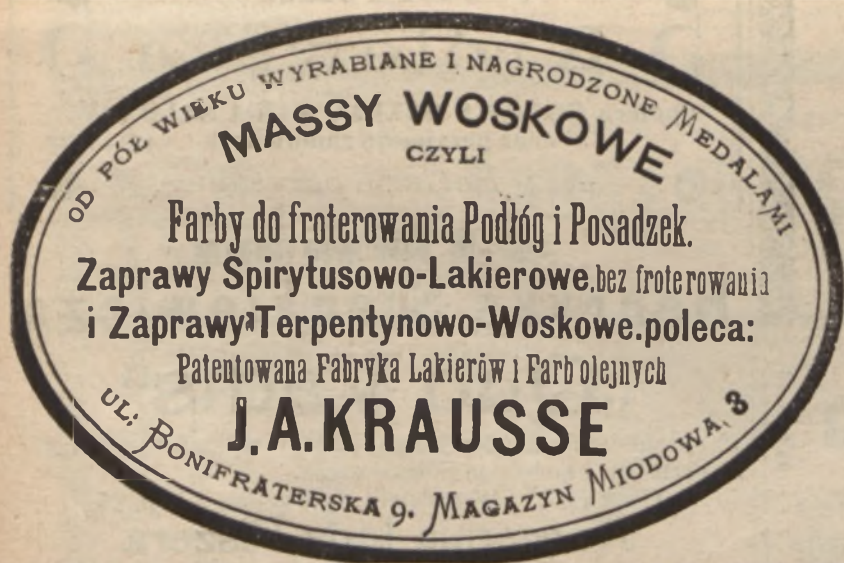 OD PÓŁ WIEKU WYRABIANE I NAGRODZONE MEDALAMI
MASSY WOSKOWE
CZYLI
Farby do froterowania Podłóg i Posadzek.
Zaprawy Spirytusowo-Lakierowe.bez froterowania
i Zaprawy Terpentynowo-Woskowe.poleca:
Patentowana Fabryka Lakierów i Farb olejnych
J.A.KRAUSSE
UL: BONIFRATERSKA 9. MAGAZYN MIODOWA, 3